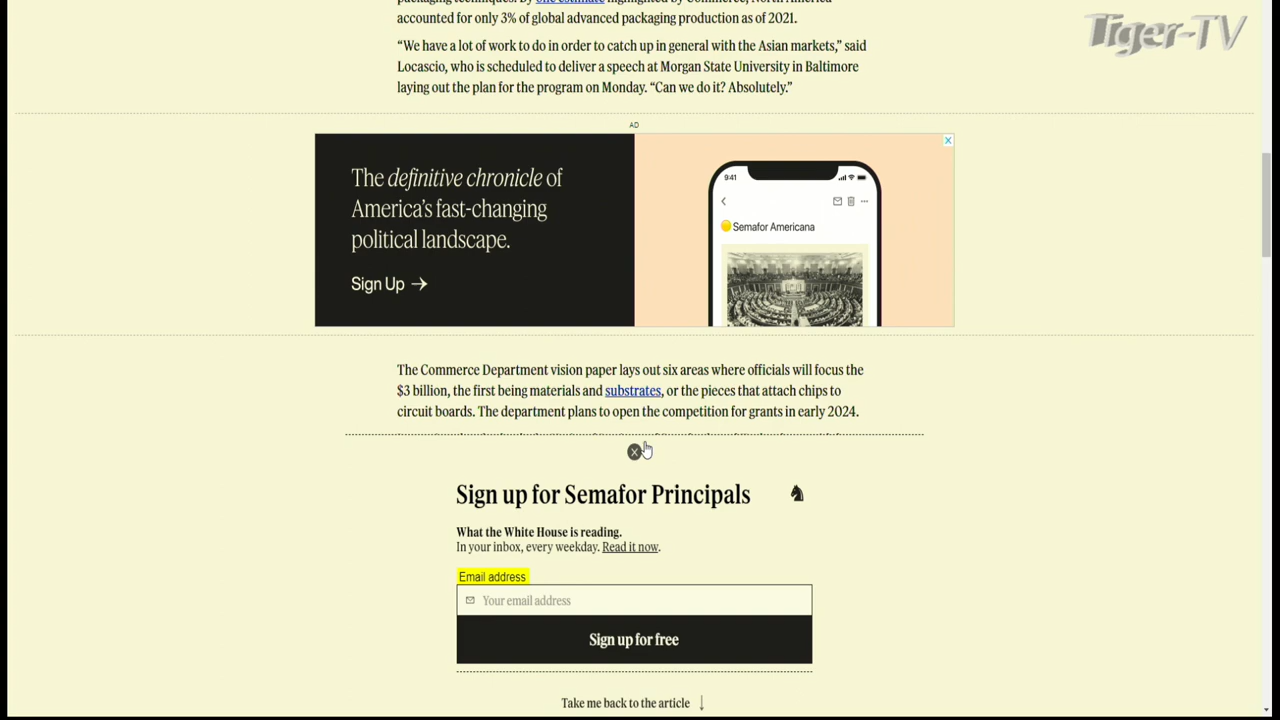 packaging techniques. By one estimate highlighted by Commerce, North America
accounted for only 3% of global advanced packaging production as of 2021.
“We have a lot of work to do in order to catch up in general with the Asian markets,” said
Locascio, who is scheduled to deliver a speech at Morgan State University in Baltimore
laying out the plan for the program on Monday. “Can we do it? Absolutely.”
Tiger-TV
AD
The definitive chronicle of
America’s fast-changing
political landscape.
Sign Up →
9:41
Semafor Americana
The Commerce Department vision paper lays out six areas where officials will focus the
$3 billion, the first being materials and substrates, or the pieces that attach chips to
circuit boards. The department plans to open the competition for grants in early 2024.
Sign up for Semafor Principals
What the White House is reading.
In your inbox, every weekday. Read it now.
Email address
Your email address
Sign up for free
Take me back to the article ↓